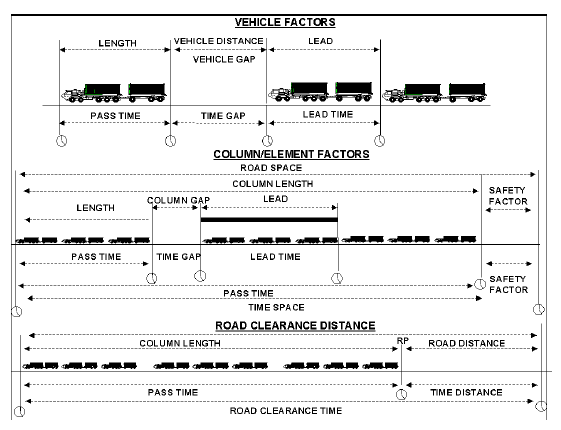 VEHICLE FACTORS
LENGTH VEHICLE DISTANCE LEAD
VEHICLE GAP
PASS TIME TIME GAP LEAD TIME
COLUMN/ELEMENT FACTORS
ROAD SPACE
COLUMN LENGTH
SAFETY
FACTOR
COLUMN GAP LEAD
LENGTH
PASS TIME TIME GAP LEAD TIME
SAFETY
FACTOR
PASS TIME
TIME SPACE
ROAD CLEARANCE DISTANCE
COLUMN LENGTH RP ROAD DISTANCE
PASS TIME TIME DISTANCE
ROAD CLEARANCE TIME